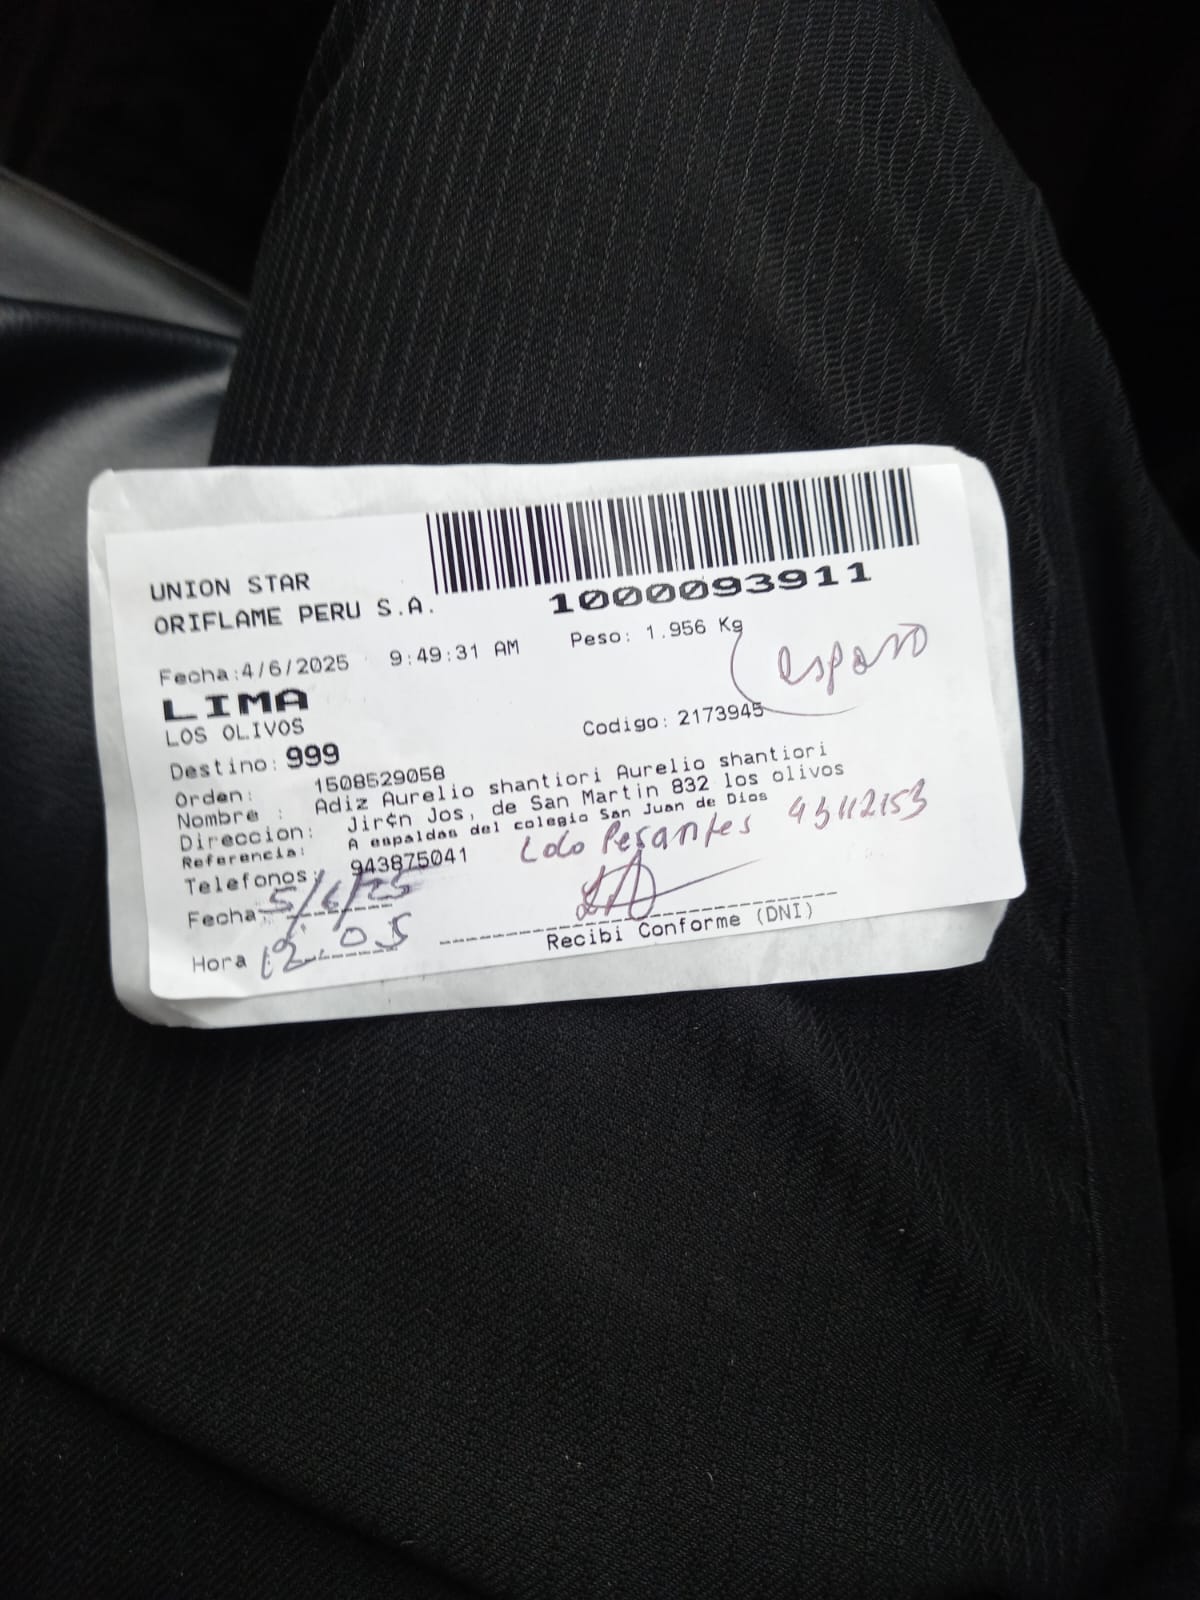 UNION STAR
ORIFLAME PERU S.A.
1000093911
Fecha:4/6/2025 9:49:31 AM Peso: 1.956 Kg
esposo
LIMA
LOS OLIVOS
Codigo: 2173945
Destino: 999
Orden: 1508529058
Nombre : Adiz Aurelio shantiori Aurelio shantiori
Direccion: Jir¢n Jos, de San Martin 832 los olivos
Referencia: A espaldas del colegio San Juan de Dios
Telefonos: 943875041
Pesantes
Fecha: 5/6/25
Hora 12.05
Recibi Conforme (DNI)